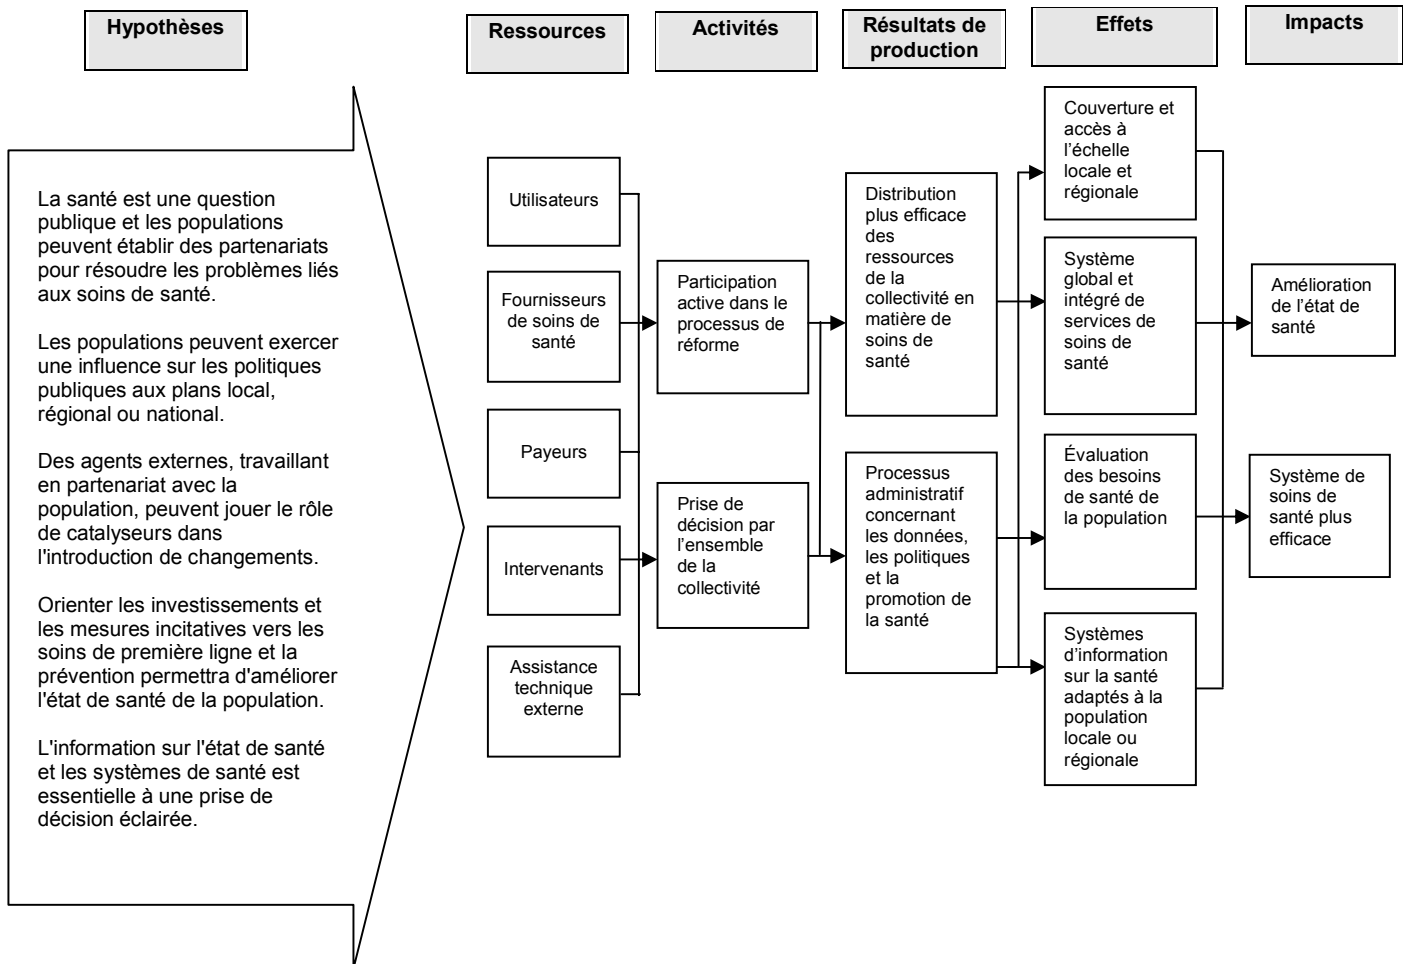 Hypothèses
Ressources
Activités
Résultats de
production
Effets
Impacts
La santé est une question
publique et les populations
peuvent établir des partenariats
pour résoudre les problèmes liés
aux soins de santé.
Les populations peuvent exercer
une influence sur les politiques
publiques aux plans local,
régional ou national.
Des agents externes, travaillant
en partenariat avec la
population, peuvent jouer le rôle
de catalyseurs dans
l'introduction de changements.
Orienter les investissements et
les mesures incitatives vers les
soins de première ligne et la
prévention permettra d'améliorer
l'état de santé de la population.
L'information sur l'état de santé
et les systèmes de santé est
essentielle à une prise de
décision éclairée.
Utilisateurs
Fournisseurs
de soins de
santé
Payeurs
Intervenants
Assistance
technique
externe
Participation
active dans le
processus de
réforme
Prise de
décision par
l’ensemble
de la
collectivité
Distribution
plus efficace
des
ressources
de la
collectivité en
matière de
soins de
santé
Processus
administratif
concernant
les données,
les politiques
et la
promotion de
la santé
Couverture et
accès à
l’échelle
locale et
régionale
Système
global et
intégré de
services de
soins de
santé
Évaluation
des besoins
de santé de
la population
Systèmes
d’information
sur la santé
adaptés à la
population
locale ou
régionale
Amélioration
de l’état de
santé
Système de
soins de
santé plus
efficace